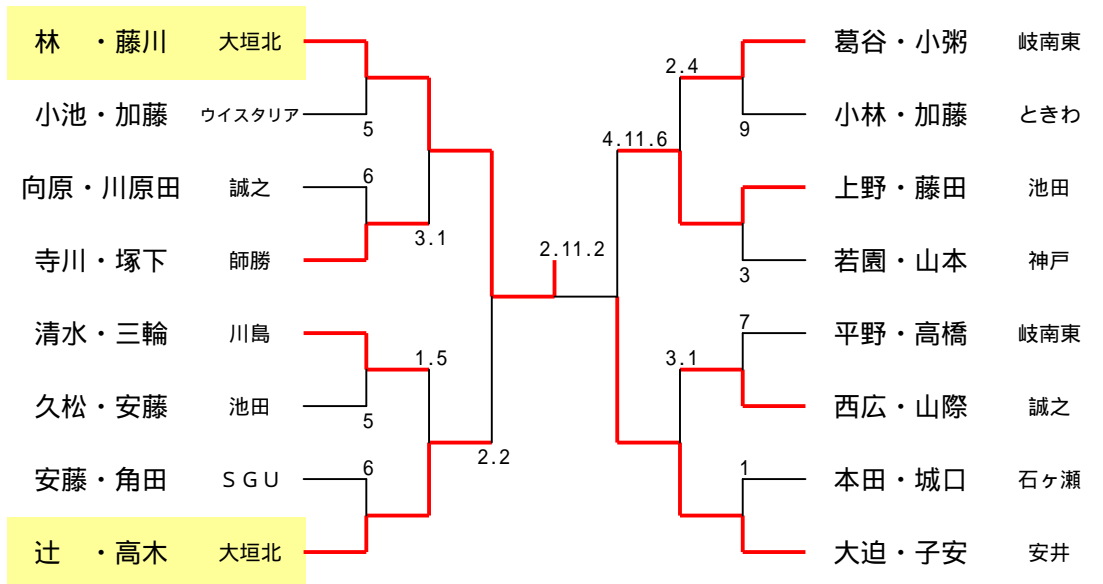 林　・藤川　大垣北
小池・加藤　ウイスタリア
5
向原・川原田　誠之
6
寺川・塚下　師勝
3.1
清水・三輪　川島
1.5
久松・安藤　池田
5
安藤・角田　ＳＧＵ
6
2.2
辻　・高木　大垣北
2.11.2
葛谷・小粥　岐南東
2.4
小林・加藤　ときわ
9
4.11.6
上野・藤田　池田
若園・山本　神戸
3
平野・高橋　岐南東
7
3.1
西広・山際　誠之
本田・城口　石ヶ瀬
1
大迫・子安　安井